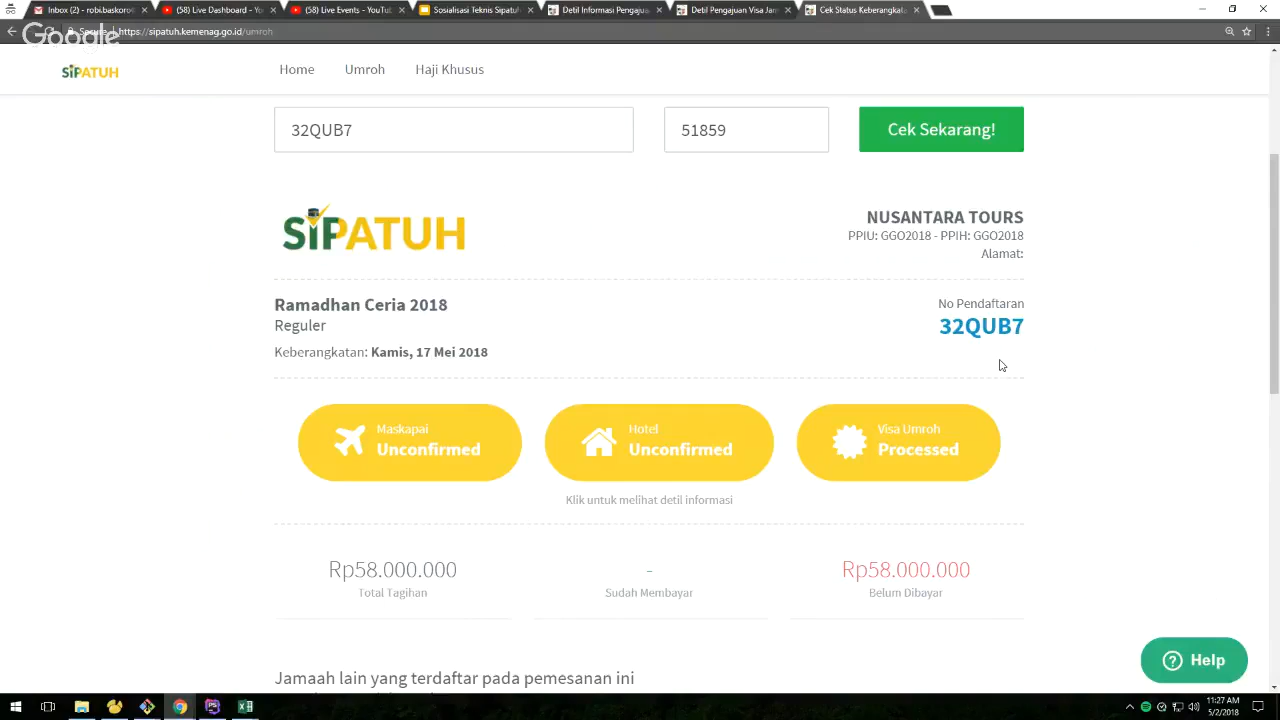 Inbox (58) - robi.baskoro@
(58) Live Dashboard - Yo
(58) Live Events - YouTub
Sosialisasi Teknis Sipatuh
Detil Informasi Pengajua
Detil Pengajuan Visa Jam
Cek Status Keberangkata
Google
Secure
https://sipatuh.kemenag.go.id/umroh
SiPATUH
Home
Umroh
Haji Khusus
32QUB7
51859
Cek Sekarang!
SiPATUH
NUSANTARA TOURS
PPIU: GGO2018 - PPIH: GGO2018
Alamat:
Ramadhan Ceria 2018
Reguler
Keberangkatan: Kamis, 17 Mei 2018
No Pendaftaran
32QUB7
Maskapai
Unconfirmed
Hotel
Unconfirmed
Visa Umroh
Processed
Klik untuk melihat detil informasi
Rp58.000.000
Total Tagihan
-
Sudah Membayar
Rp58.000.000
Belum Dibayar
Jamaah lain yang terdaftar pada pemesanan ini
Help
11:27 AM
5/2/2018